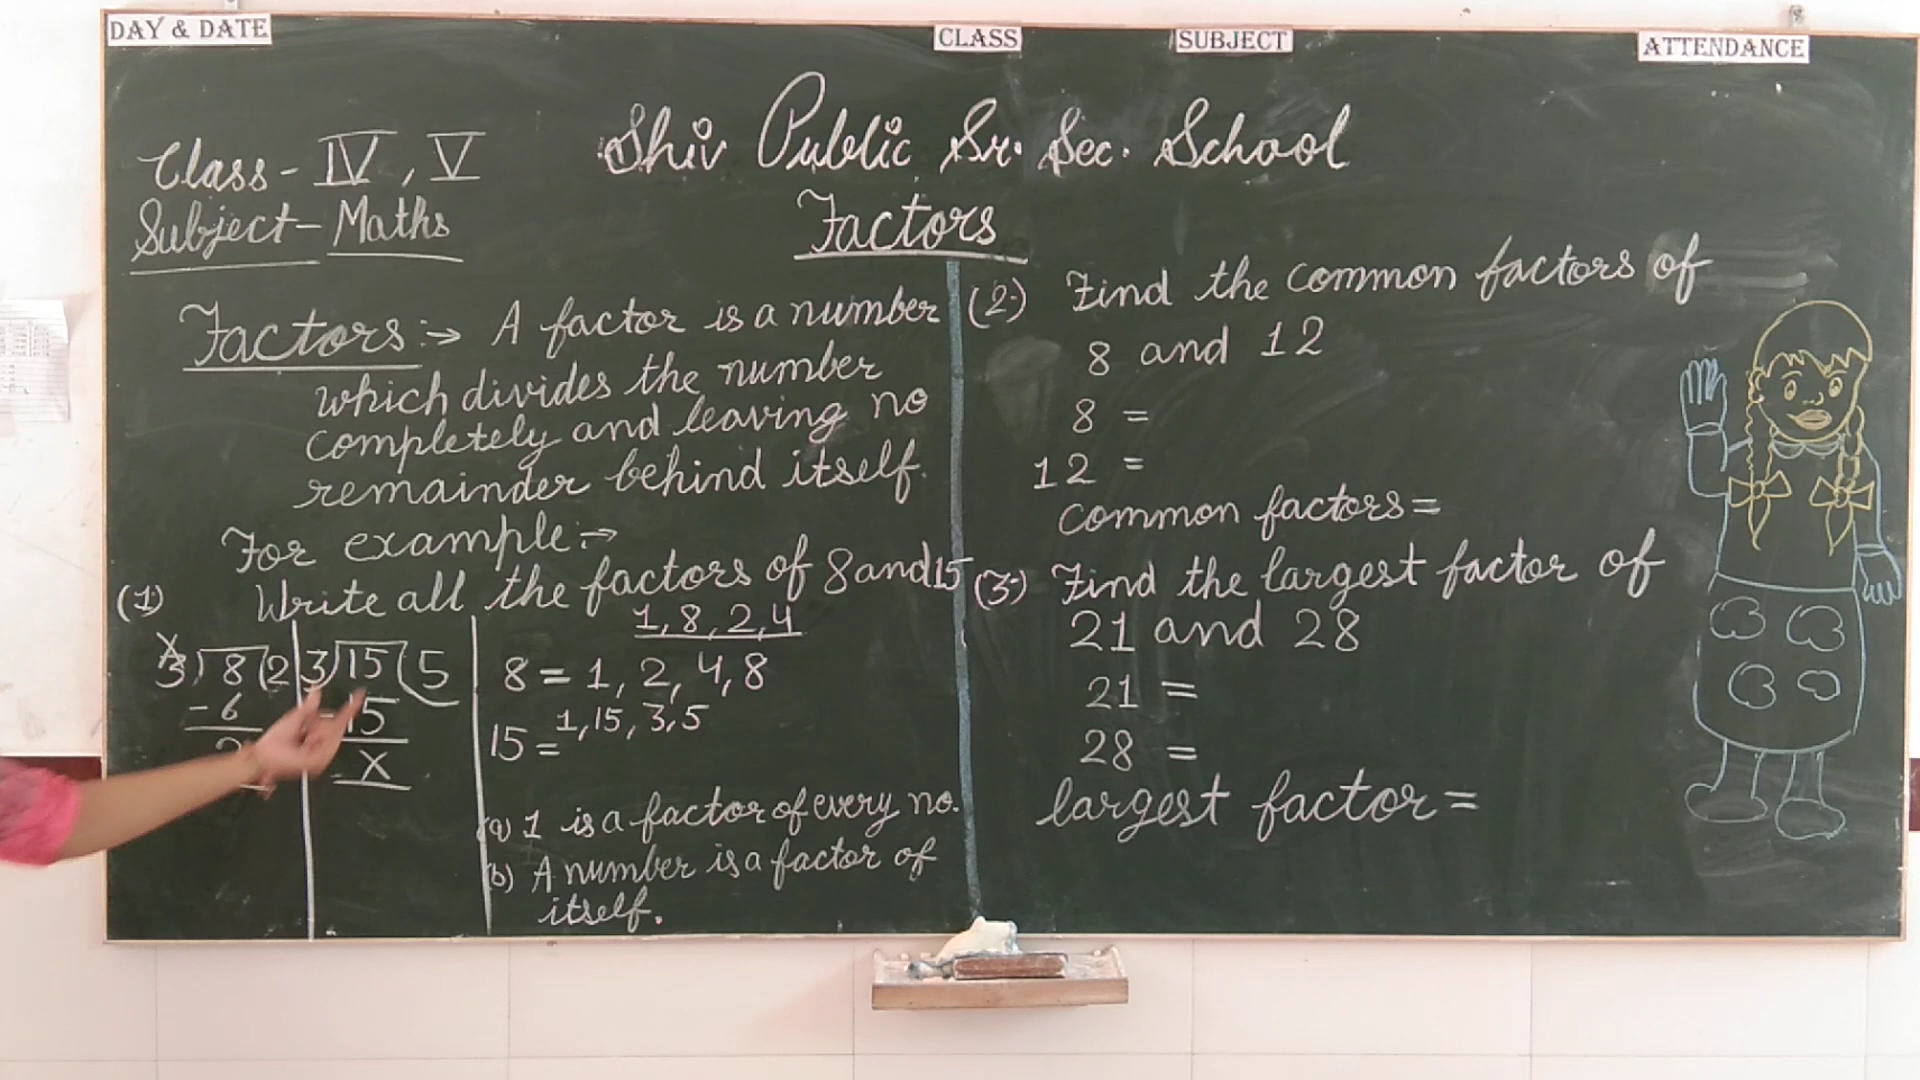 DAY & DATE
CLASS
SUBJECT
ATTENDANCE
Shiv Public Sr. Sec. School
Class - IV, V
Subject - Maths
Factors
Factors :→ A factor is a number
which divides the number
completely and leaving no
remainder behind itself.
For example :→
(1) Write all the factors of 8 and 15
1, 8, 2, 4
X
3) 8 (2
- 6
2
3) 15 ( 5
- 15
X
8 = 1, 2, 4, 8
15 = 1, 15, 3, 5
(a) 1 is a factor of every no.
(b) A number is a factor of
itself.
(2.) Find the common factors of
8 and 12
8 =
12 =
common factors =
(3.) Find the largest factor of
21 and 28
21 =
28 =
largest factor =